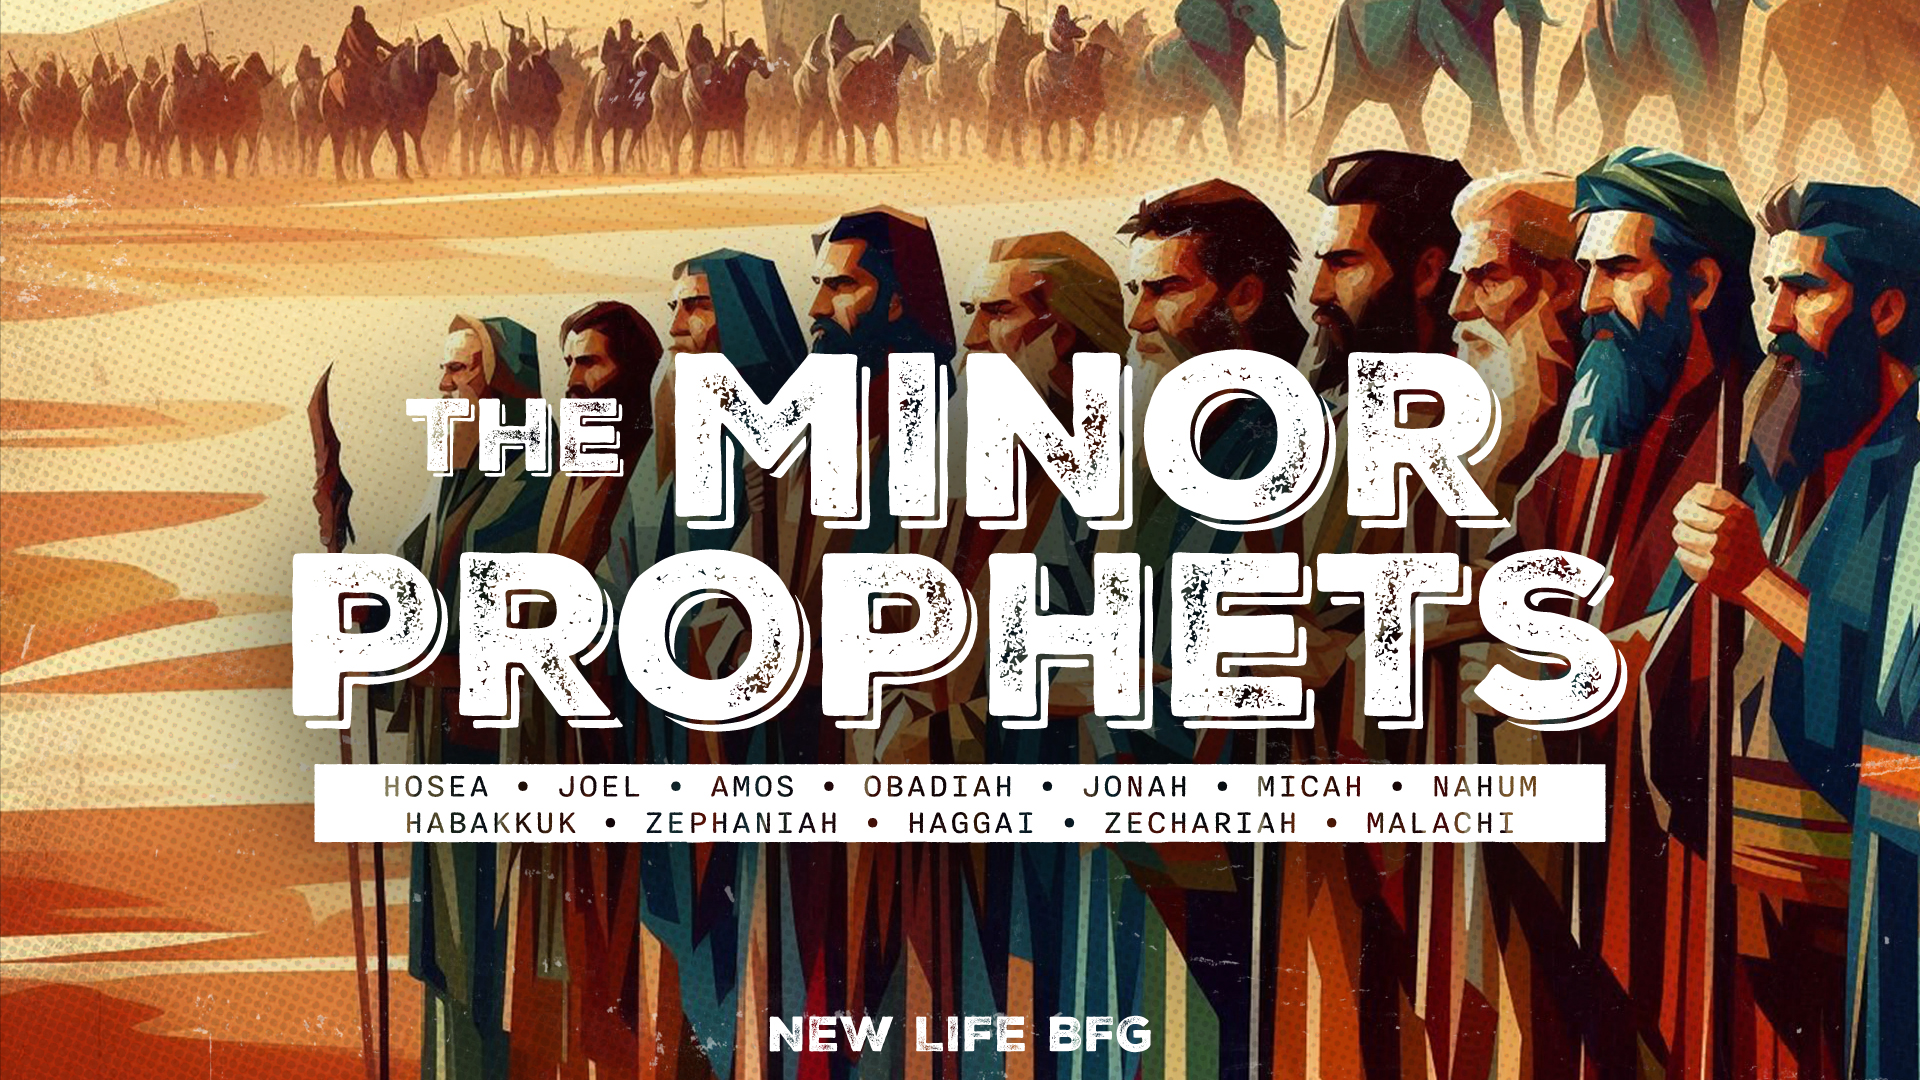 THE MINOR
PROPHETS
HOSEA • JOEL • AMOS • OBADIAH • JONAH • MICAH • NAHUM
HABAKKUK • ZEPHANIAH • HAGGAI • ZECHARIAH • MALACHI
NEW LIFE BFG